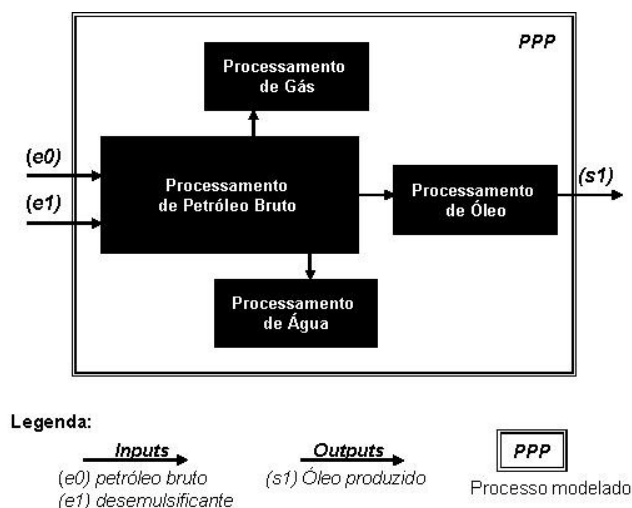 PPP
Processamento
de Gás
(e0)
(e1)
Processamento
de Petróleo Bruto
Processamento
de Óleo
(s1)
Processamento
de Água
Legenda:
Inputs
(e0) petróleo bruto
(e1) desemulsificante
Outputs
(s1) Óleo produzido
PPP
Processo modelado